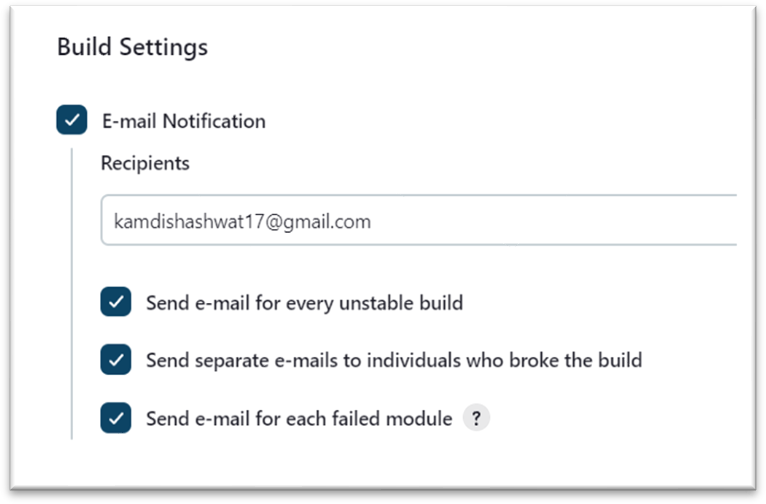 Build Settings
E-mail Notification
Recipients
kamdishashwat17@gmail.com
Send e-mail for every unstable build
Send separate e-mails to individuals who broke the build
Send e-mail for each failed module ?